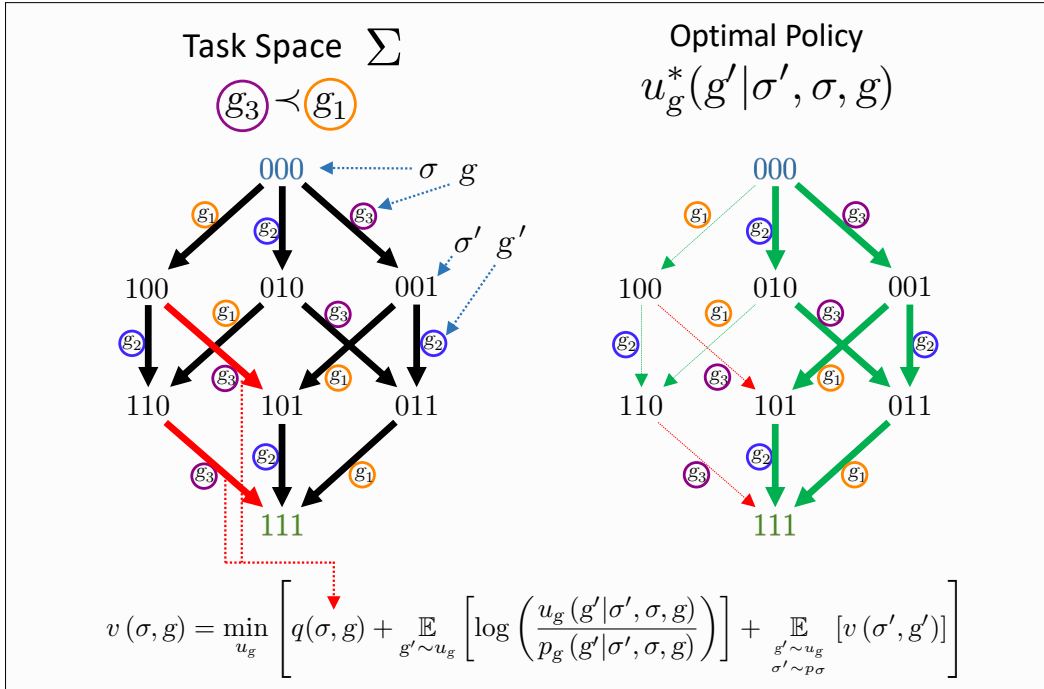 Task Space ∑
g₃ ≺ g₁
000 σ g
g₁ g₂ g₃
σ′ g′
100 010 001
g₂ g₁ g₃ g₂
g₃ g₁
110 101 011
g₃ g₂ g₁
111
Optimal Policy
u*_g(g′|σ′, σ, g)
000
g₁ g₂ g₃
100 010 001
g₂ g₁ g₃ g₂
g₃ g₁
110 101 011
g₃ g₂ g₁
111
v (σ, g) = min_{u_g} [ q(σ, g) + 𝔼_{g′∼u_g} [ log ( u_g (g′|σ′, σ, g) / p_g (g′|σ′, σ, g) ) ] + 𝔼_{g′∼u_g, σ′∼p_σ} [v (σ′, g′)] ]